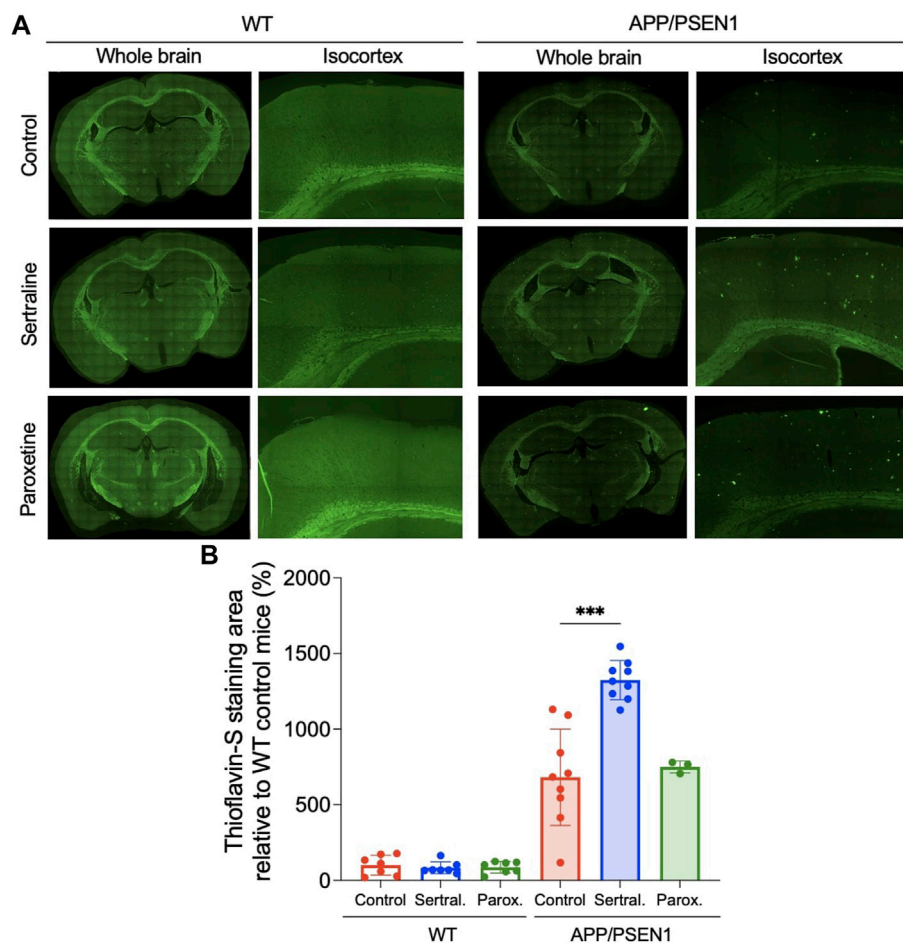 A
WT
APP/PSEN1
Whole brain
Isocortex
Whole brain
Isocortex
Control
Sertraline
Paroxetine
B
Thioflavin-S staining area
relative to WT control mice (%)
2000
1500
1000
500
0
***
Control
Sertral.
Parox.
Control
Sertral.
Parox.
WT
APP/PSEN1